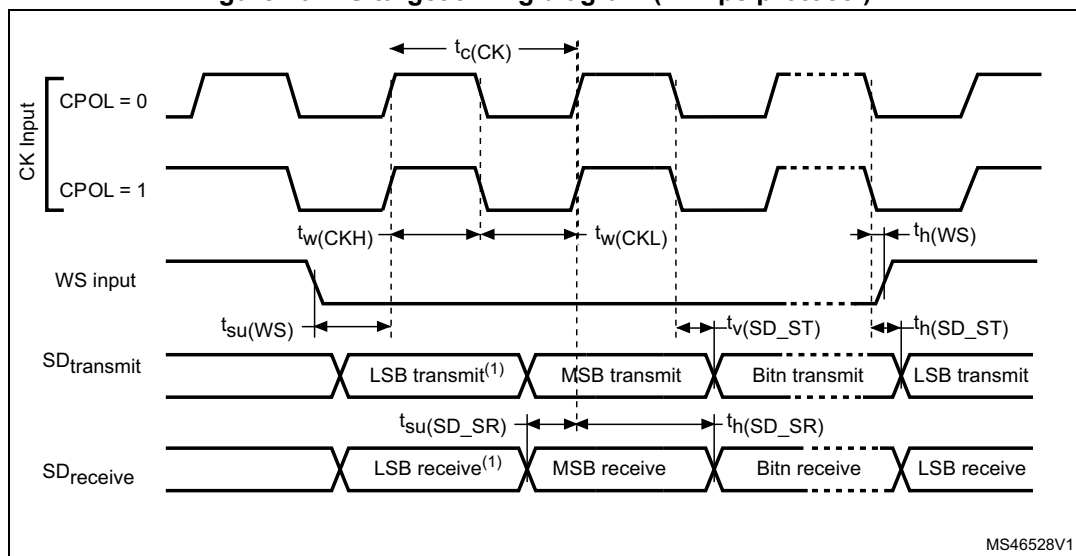 tc(CK)
CK Input
CPOL = 0
CPOL = 1
tw(CKH)
tw(CKL)
th(WS)
WS input
tsu(WS)
tv(SD_ST)
th(SD_ST)
SDtransmit
LSB transmit(1)
MSB transmit
Bitn transmit
LSB transmit
tsu(SD_SR)
th(SD_SR)
SDreceive
LSB receive(1)
MSB receive
Bitn receive
LSB receive
MS46528V1